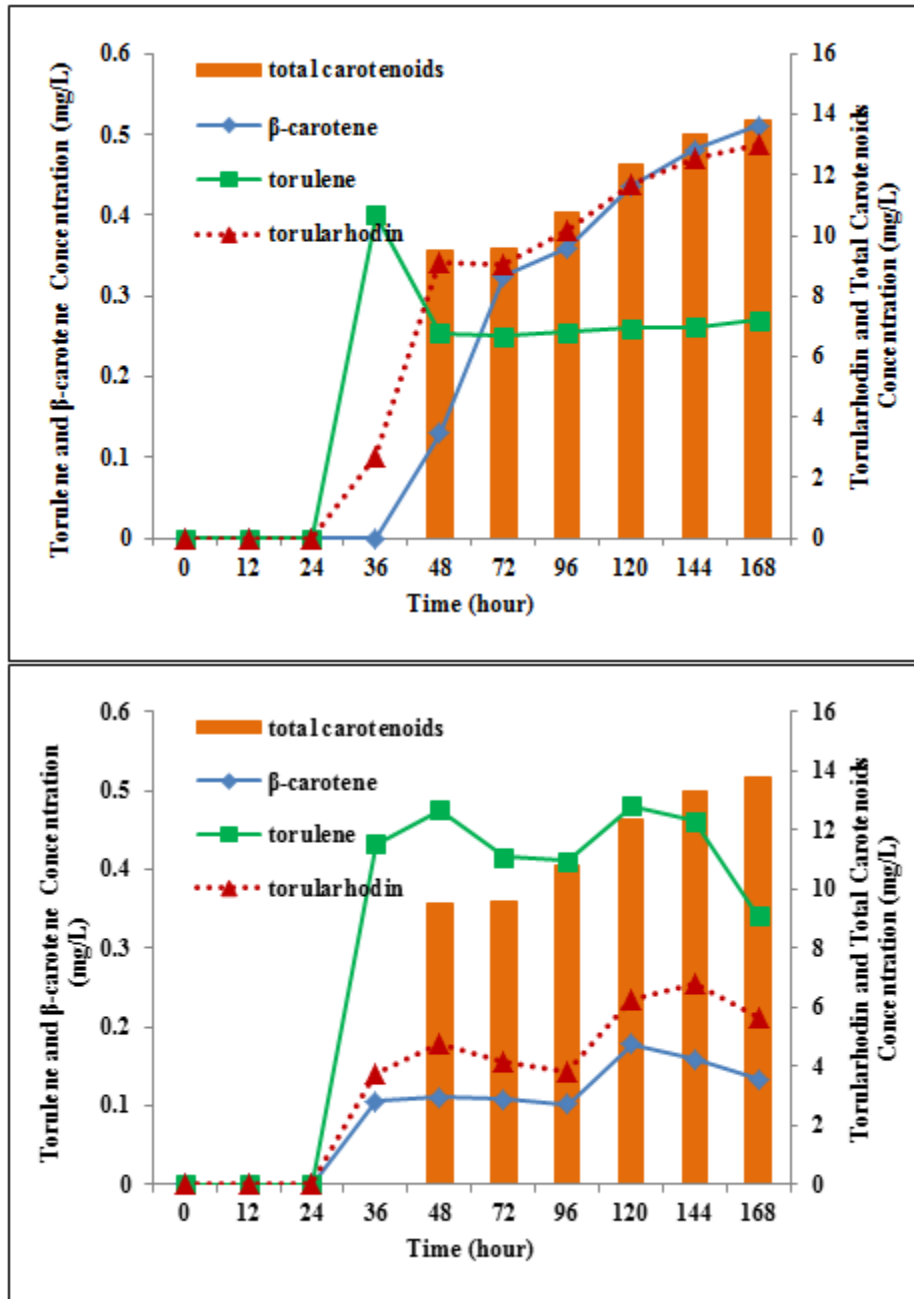 0.6
0.5
0.4
0.3
0.2
0.1
0
16
14
12
10
8
6
4
2
0
total carotenoids
β-carotene
torulene
torularhodin
0 12 24 36 48 72 96 120 144 168
Time (hour)
Torulene and β-carotene Concentration (mg/L)
Torularhodin and Total Carotenoids
Concentration (mg/L)
0.6
0.5
0.4
0.3
0.2
0.1
0
16
14
12
10
8
6
4
2
0
total carotenoids
β-carotene
torulene
torularhodin
0 12 24 36 48 72 96 120 144 168
Time (hour)
Torulene and β-carotene Concentration
(mg/L)
Torularhodin and Total Carotenoids
Concentration (mg/L)